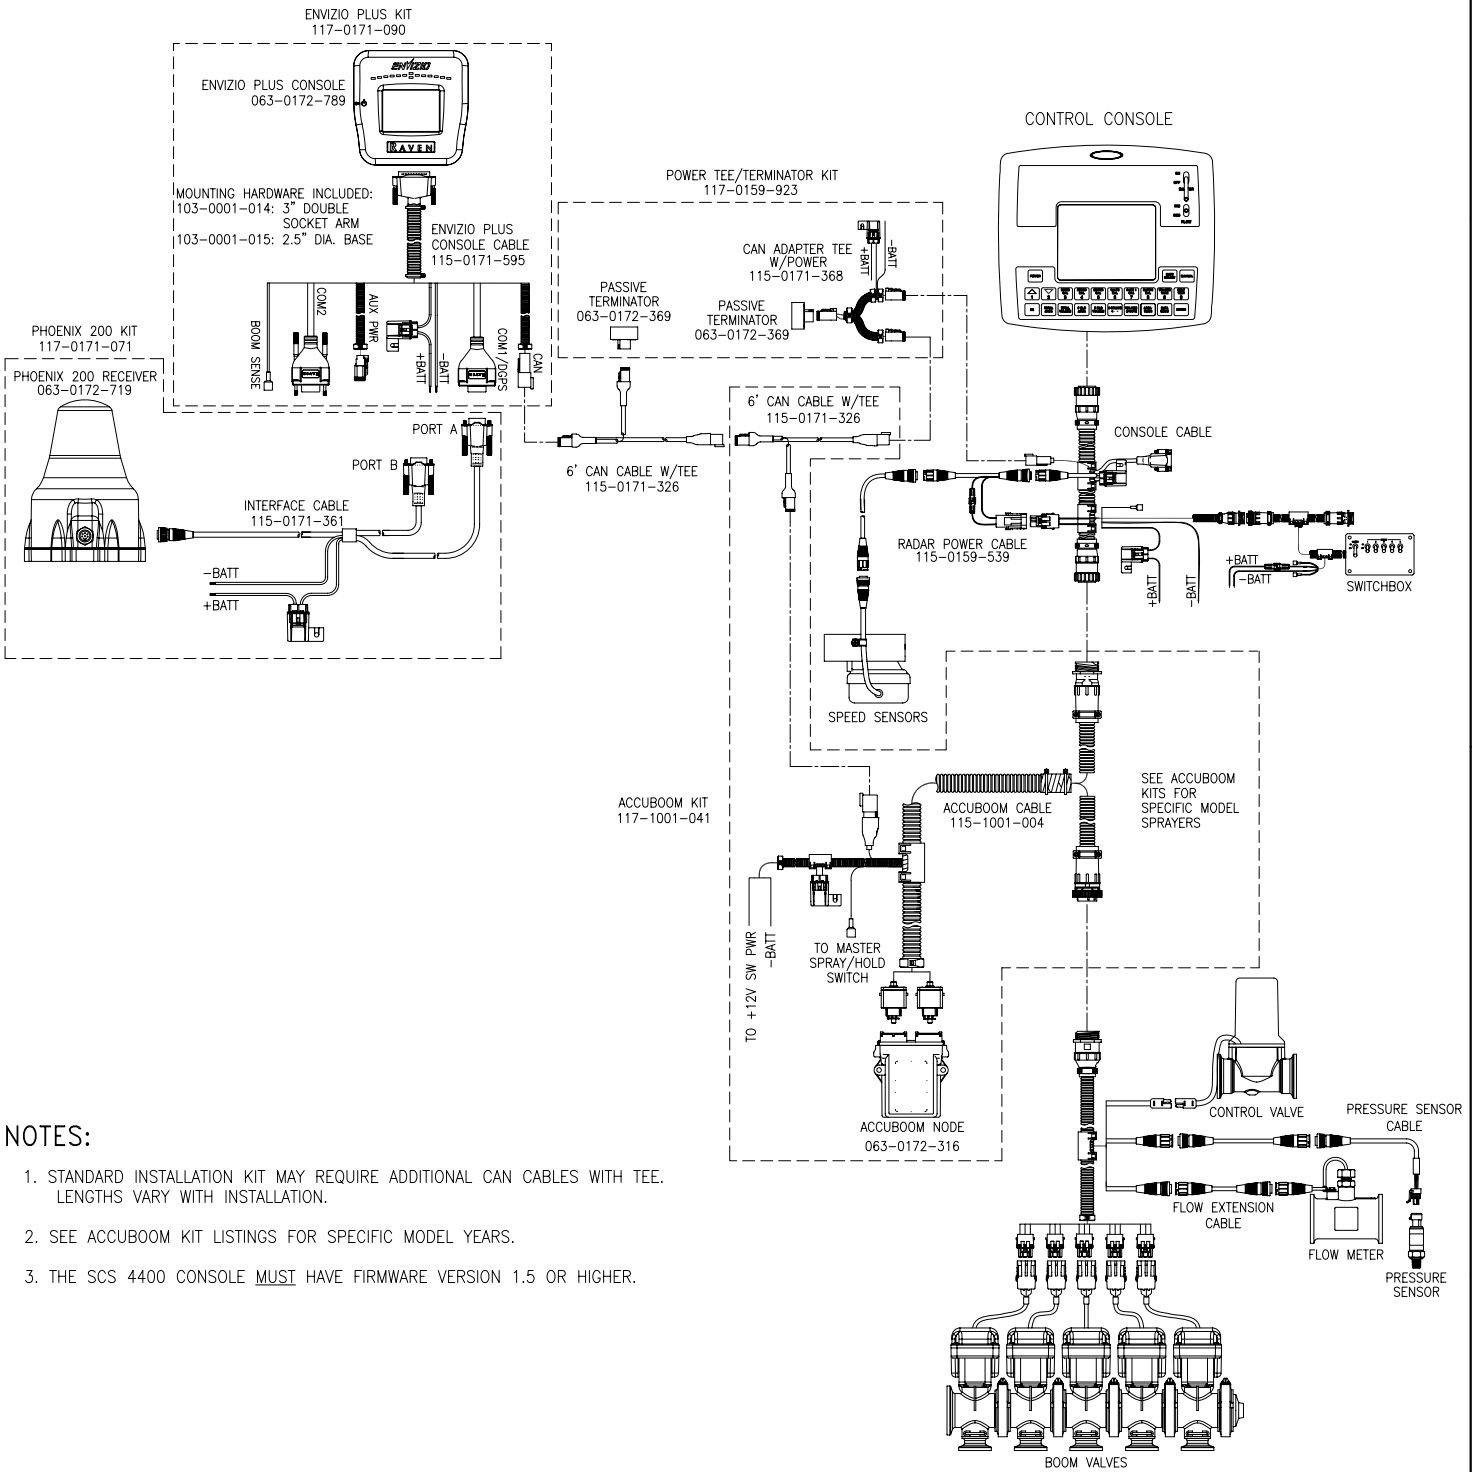 ENVIZIO PLUS KIT
117-0171-090
ENVIZIO
ENVIZIO PLUS CONSOLE
063-0172-789
RAVEN
MOUNTING HARDWARE INCLUDED:
103-0001-014: 3" DOUBLE
SOCKET ARM
103-0001-015: 2.5" DIA. BASE
ENVIZIO PLUS
CONSOLE CABLE
115-0171-595
BOOM SENSE
COM2
AUX PWR
+BATT
-BATT
COM1/DGPS
CAN
PHOENIX 200 KIT
117-0171-071
PHOENIX 200 RECEIVER
063-0172-719
PORT A
PORT B
INTERFACE CABLE
115-0171-361
-BATT
+BATT
POWER TEE/TERMINATOR KIT
117-0159-923
CAN ADAPTER TEE
W/POWER
115-0171-368
+BATT
-BATT
PASSIVE
TERMINATOR
063-0172-369
PASSIVE
TERMINATOR
063-0172-369
6' CAN CABLE W/TEE
115-0171-326
6' CAN CABLE W/TEE
115-0171-326
CONTROL CONSOLE
CONSOLE CABLE
RADAR POWER CABLE
115-0159-539
+BATT
-BATT
+BATT
-BATT
SWITCHBOX
SPEED SENSORS
ACCUBOOM KIT
117-1001-041
ACCUBOOM CABLE
115-1001-004
SEE ACCUBOOM
KITS FOR
SPECIFIC MODEL
SPRAYERS
TO +12V SW PWR
-BATT
TO MASTER
SPRAY/HOLD
SWITCH
ACCUBOOM NODE
063-0172-316
CONTROL VALVE
PRESSURE SENSOR
CABLE
FLOW EXTENSION
CABLE
FLOW METER
PRESSURE
SENSOR
BOOM VALVES
NOTES:
1. STANDARD INSTALLATION KIT MAY REQUIRE ADDITIONAL CAN CABLES WITH TEE.
LENGTHS VARY WITH INSTALLATION.
2. SEE ACCUBOOM KIT LISTINGS FOR SPECIFIC MODEL YEARS.
3. THE SCS 4400 CONSOLE MUST HAVE FIRMWARE VERSION 1.5 OR HIGHER.